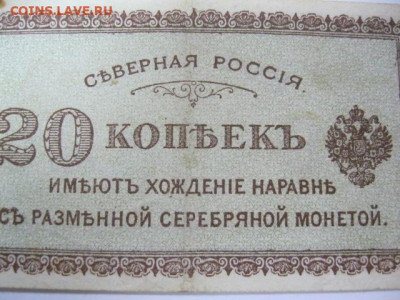 COINS.LAVE.RU
СѢВЕРНАЯ РОССІЯ.
20 КОПѢЕКЪ
ИМѢЮТЪ ХОЖДЕНІЕ НАРАВНѢ
СЪ РАЗМѢННОЙ СЕРЕБРЯНОЙ МОНЕТОЙ.